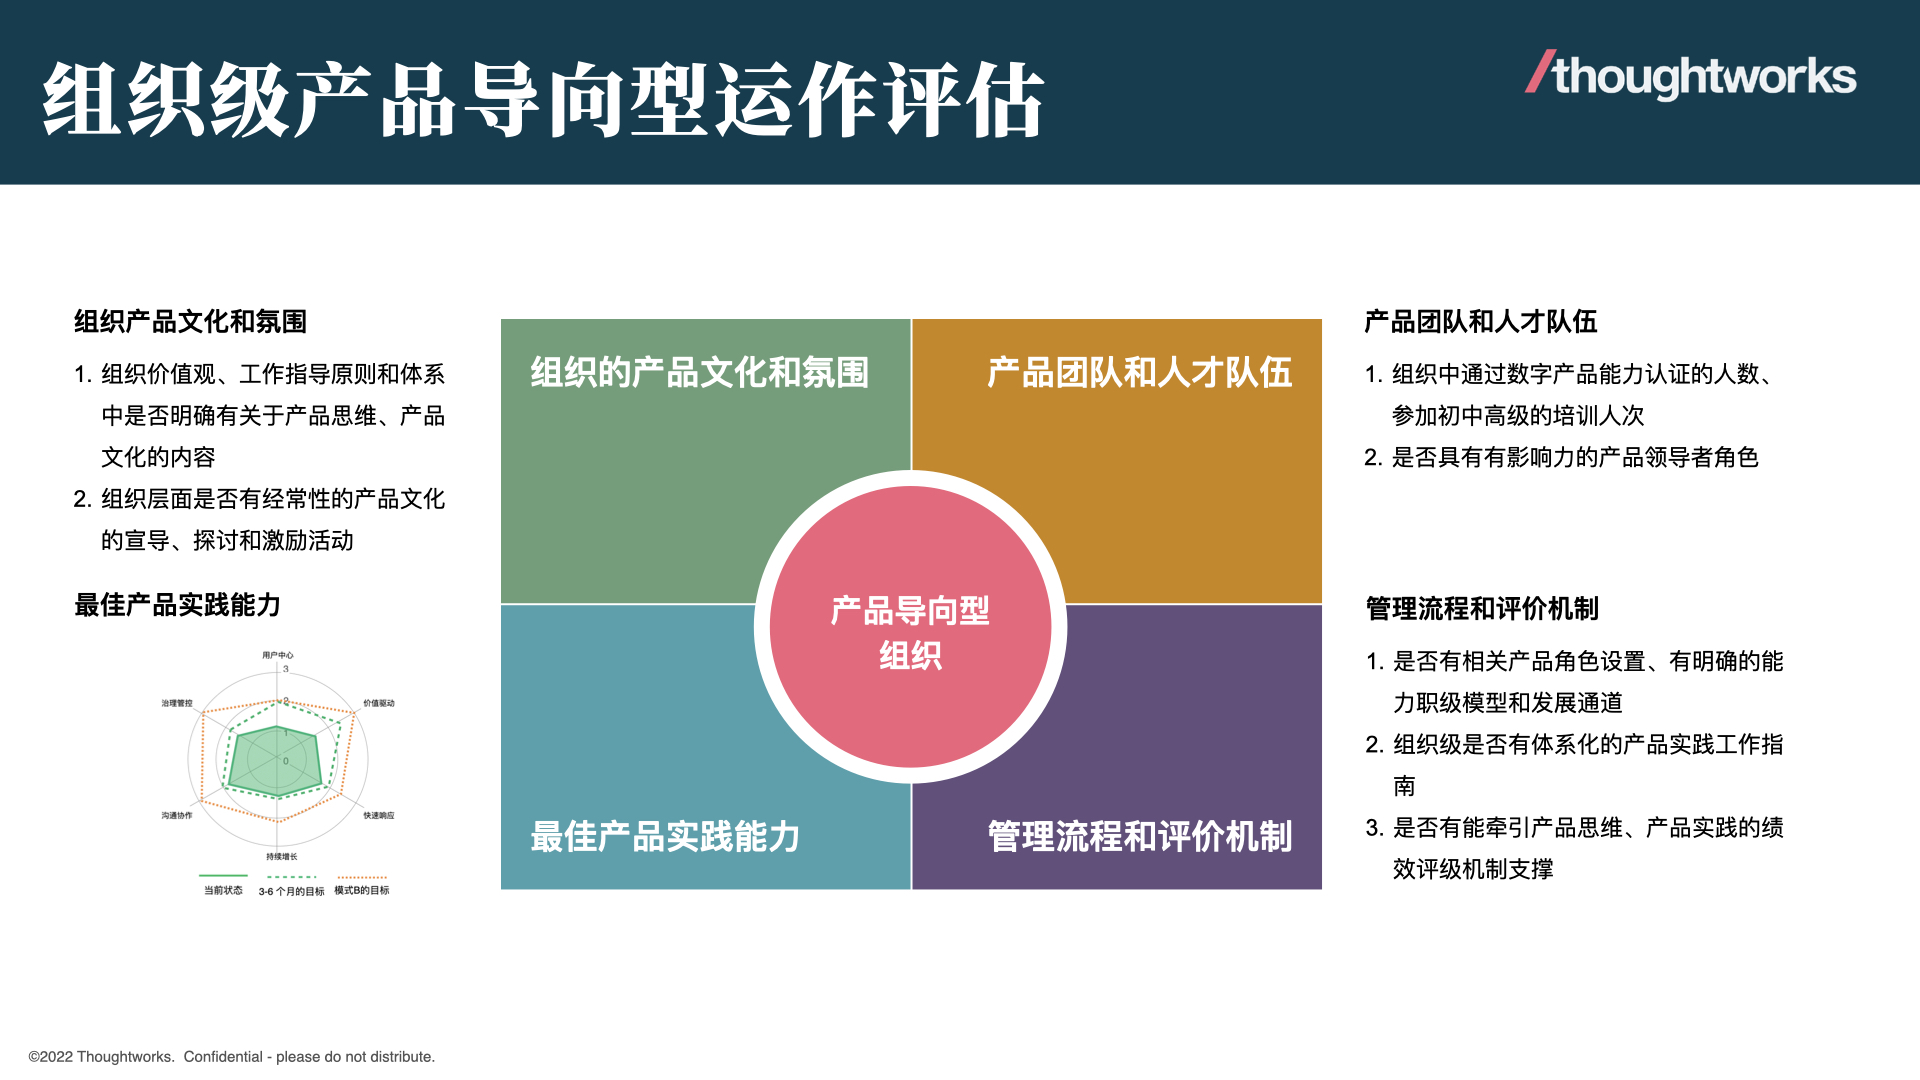 组织级产品导向型运作评估
/thoughtworks
组织产品文化和氛围
1. 组织价值观、工作指导原则和体系
中是否明确有关于产品思维、产品
文化的内容
2. 组织层面是否有经常性的产品文化
的宣导、探讨和激励活动
最佳产品实践能力
用户中心
3
2
1
0
治理管控
价值驱动
沟通协作
快速响应
持续增长
当前状态
3-6 个月的目标
模式B的目标
组织的产品文化和氛围
产品团队和人才队伍
产品导向型
组织
最佳产品实践能力
管理流程和评价机制
产品团队和人才队伍
1. 组织中通过数字产品能力认证的人数、
参加初中高级的培训人次
2. 是否具有有影响力的产品领导者角色
管理流程和评价机制
1. 是否有相关产品角色设置、有明确的能
力职级模型和发展通道
2. 组织级是否有体系化的产品实践工作指
南
3. 是否有能牵引产品思维、产品实践的绩
效评级机制支撑
©2022 Thoughtworks. Confidential - please do not distribute.